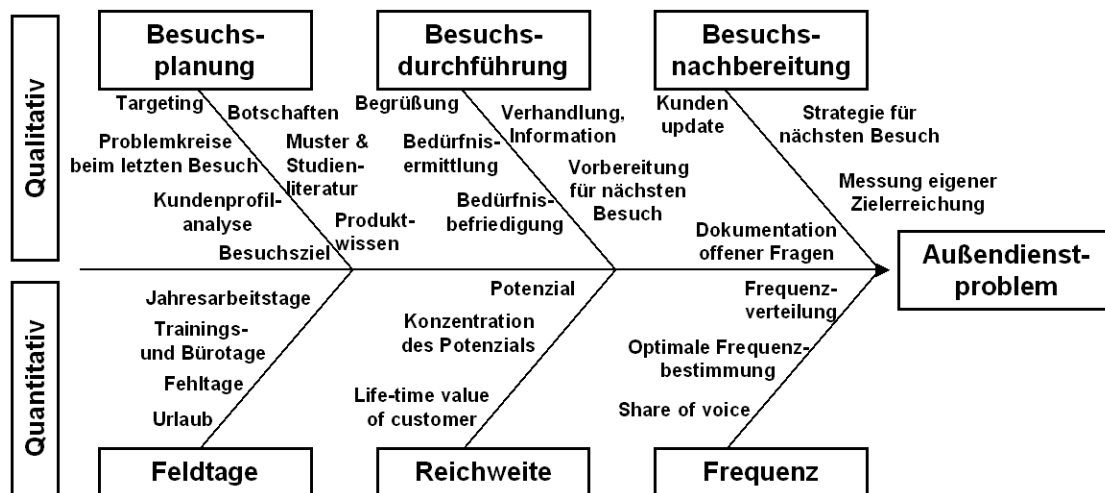 Qualitativ
Besuchs-
planung
Targeting
Botschaften
Problemkreise
beim letzten Besuch
Muster &
Studien-
literatur
Kundenprofil-
analyse
Produkt-
wissen
Besuchsziel
Besuchs-
durchführung
Begrüßung
Verhandlung,
Information
Bedürfnis-
ermittlung
Vorbereitung
für nächsten
Besuch
Bedürfnis-
befriedigung
Besuchs-
nachbereitung
Kunden
update
Strategie für
nächsten Besuch
Messung eigener
Zielerreichung
Dokumentation
offener Fragen
Außendienst-
problem
Quantitativ
Jahresarbeitstage
Trainings-
und Bürotage
Fehltage
Urlaub
Feldtage
Potenzial
Konzentration
des Potenzials
Life-time value
of customer
Reichweite
Frequenz-
verteilung
Optimale Frequenz-
bestimmung
Share of voice
Frequenz